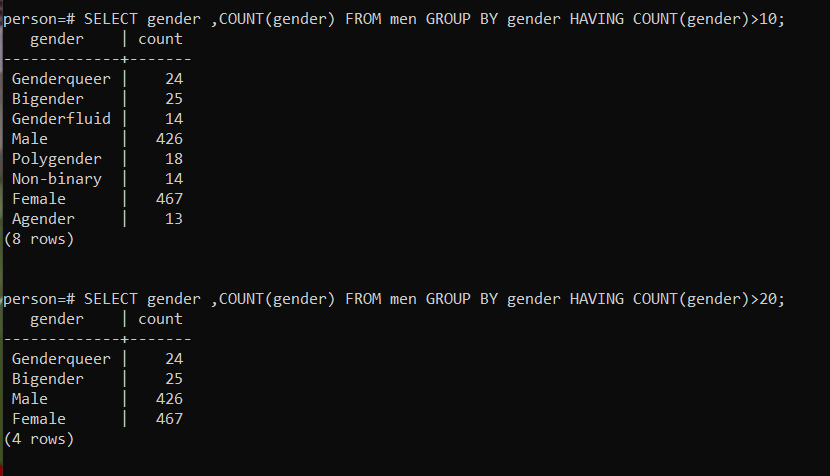 person=# SELECT gender ,COUNT(gender) FROM men GROUP BY gender HAVING COUNT(gender)>10;
   gender    | count
-------------+-------
 Genderqueer |    24
 Bigender    |    25
 Genderfluid |    14
 Male        |   426
 Polygender  |    18
 Non-binary  |    14
 Female      |   467
 Agender     |    13
(8 rows)
person=# SELECT gender ,COUNT(gender) FROM men GROUP BY gender HAVING COUNT(gender)>20;
   gender    | count
-------------+-------
 Genderqueer |    24
 Bigender    |    25
 Male        |   426
 Female      |   467
(4 rows)